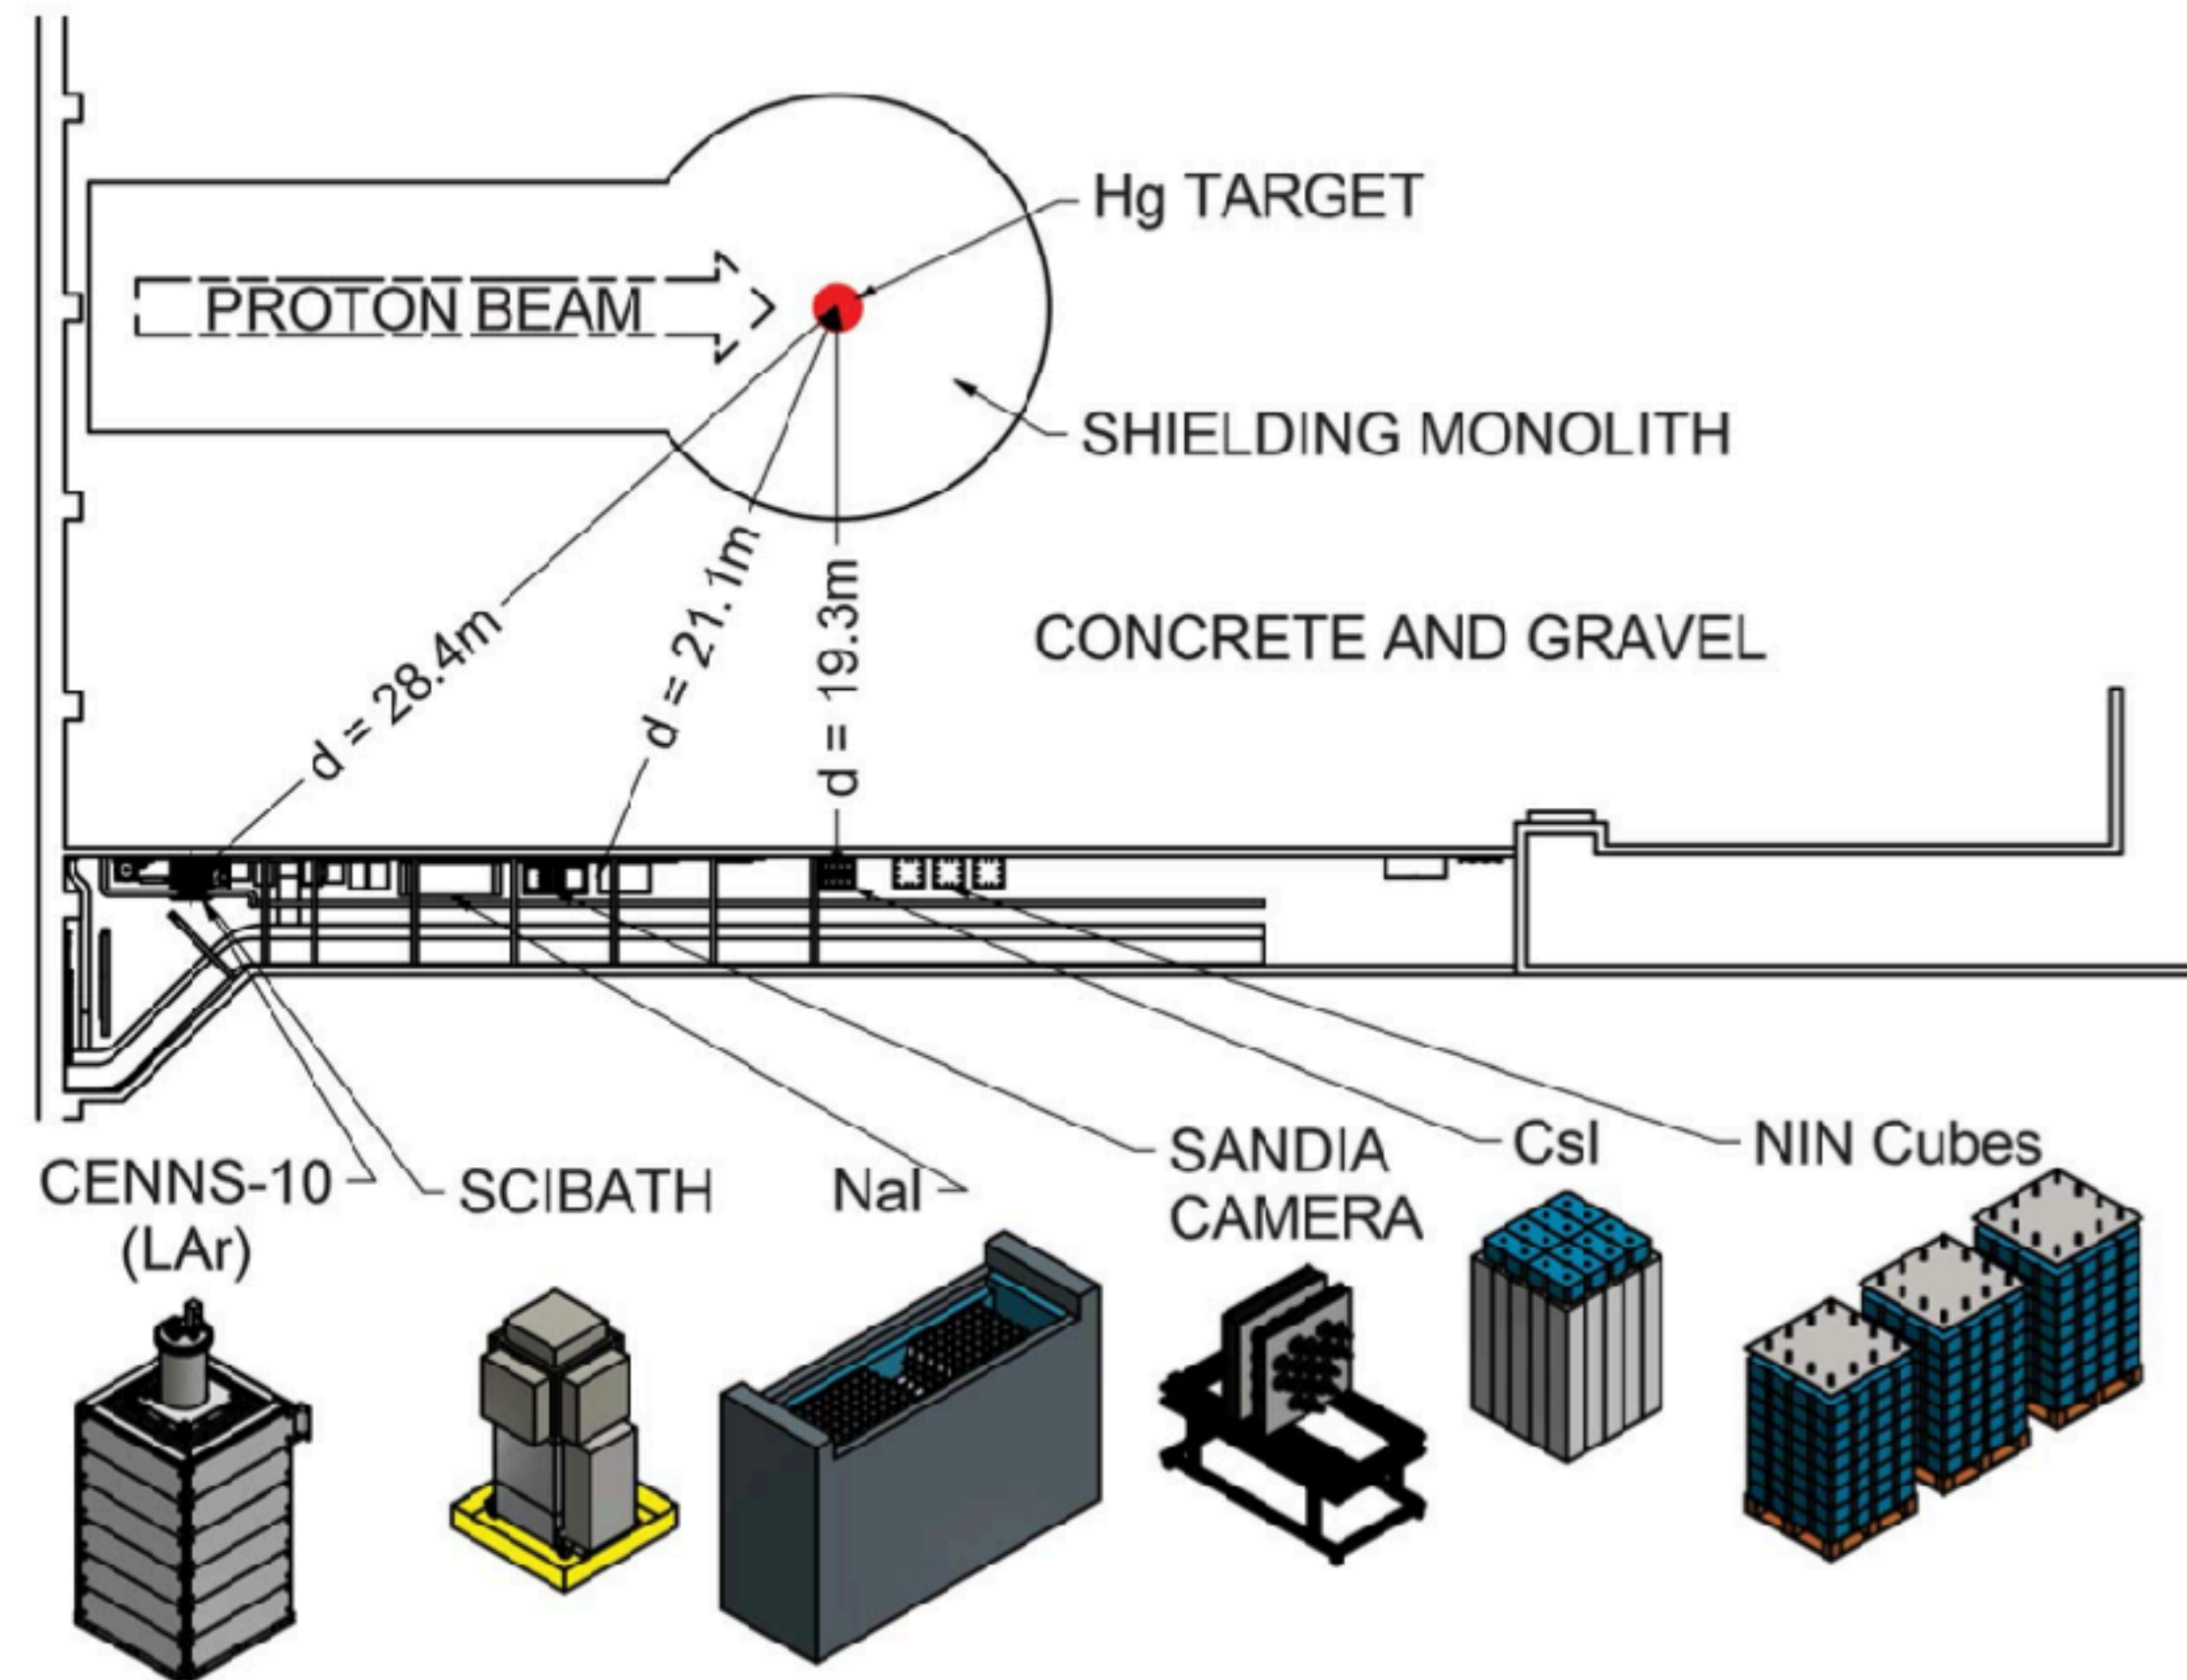 Hg TARGET
PROTON BEAM
SHIELDING MONOLITH
d = 28.4m
d = 21.1m
d = 19.3m
CONCRETE AND GRAVEL
CENNS-10
(LAr)
SCIBATH
NaI
SANDIA
CAMERA
CsI
NIN Cubes